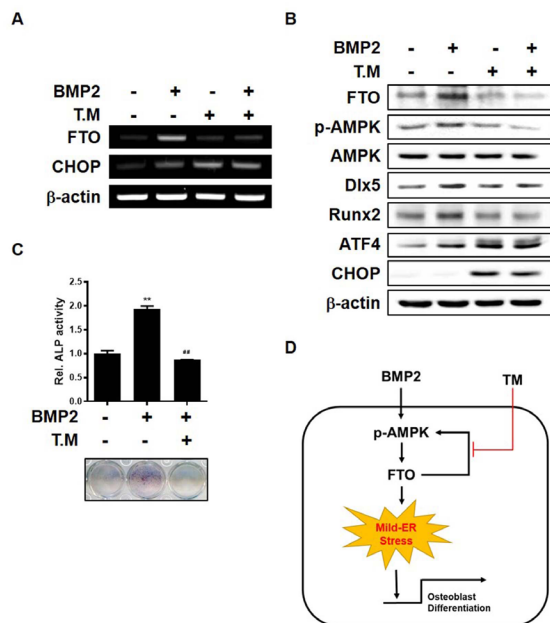 A
BMP2 - + - +
T.M - - + +
FTO
CHOP
β-actin
B
BMP2 - + - +
T.M - - + +
FTO
p-AMPK
AMPK
Dlx5
Runx2
ATF4
CHOP
β-actin
C
Rel. ALP activity
2.5
2.0
1.5
1.0
0.5
0.0
**
##
BMP2 - + +
T.M - - +
D
BMP2
TM
p-AMPK
FTO
Mild-ER
Stress
Osteoblast
Differentiation